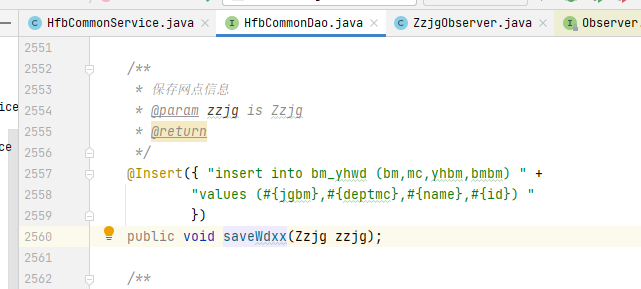 HfbCommonService.java × HfbCommonDao.java × ZzjgObserver.java × Observer
2551
2552 /**
2553 * 保存网点信息
2554 * @param zzjg is Zzjg
2555 * @return
2556 */
2557 @Insert({ "insert into bm_yhwd (bm,mc,yhbm,bmbm) " +
2558 "values (#{jgbm},#{deptmc},#{name},#{id}) "
2559 })
2560 public void saveWdxx(Zzjg zzjg);
2561
2562 /**